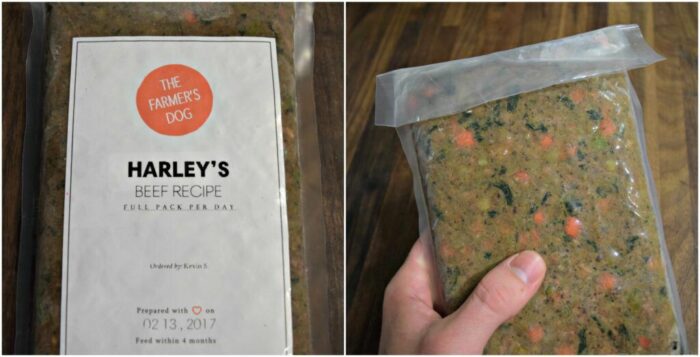 THE
FARMER'S
DOG
HARLEY'S
BEEF RECIPE
FULL PACK PER DAY
Ordered by: Kevin S.
Prepared with ♡ on
02 13, 2017
Feed within 4 months